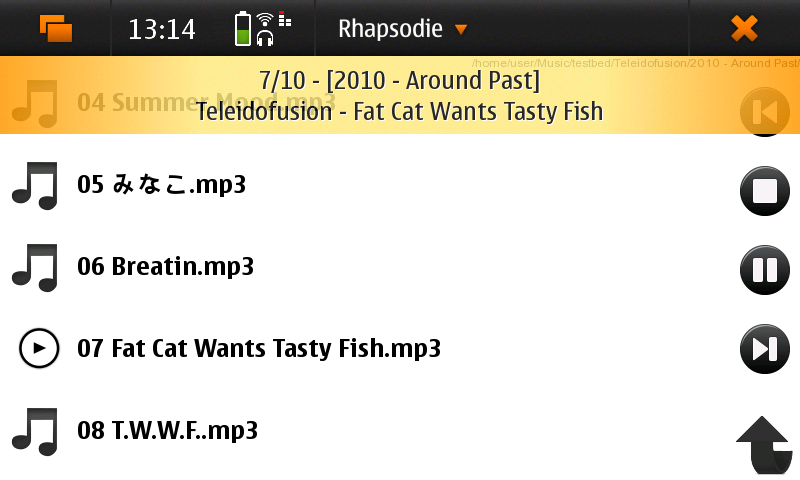 13:14
Rhapsodie
/home/user/Music/testbed/Teleidofusion/2010 - Around Past/
7/10 - [2010 - Around Past]
04 Summer Mood.mp3
Teleidofusion - Fat Cat Wants Tasty Fish
05 みなこ.mp3
06 Breatin.mp3
07 Fat Cat Wants Tasty Fish.mp3
08 T.W.W.F..mp3